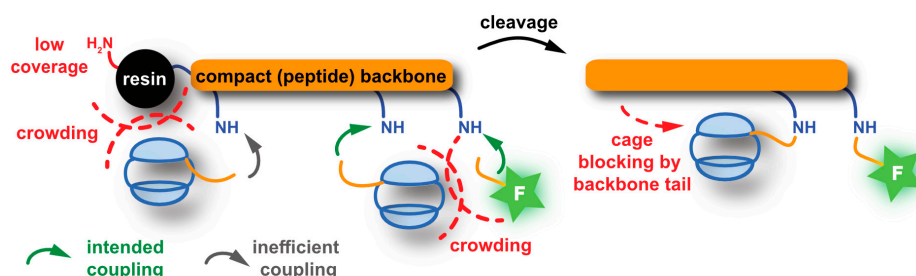 cleavage
low
coverage
H₂N
resin
compact (peptide) backbone
crowding
NH
NH
NH
F
crowding
NH
NH
cage
blocking by
backbone tail
F
intended
coupling
inefficient
coupling